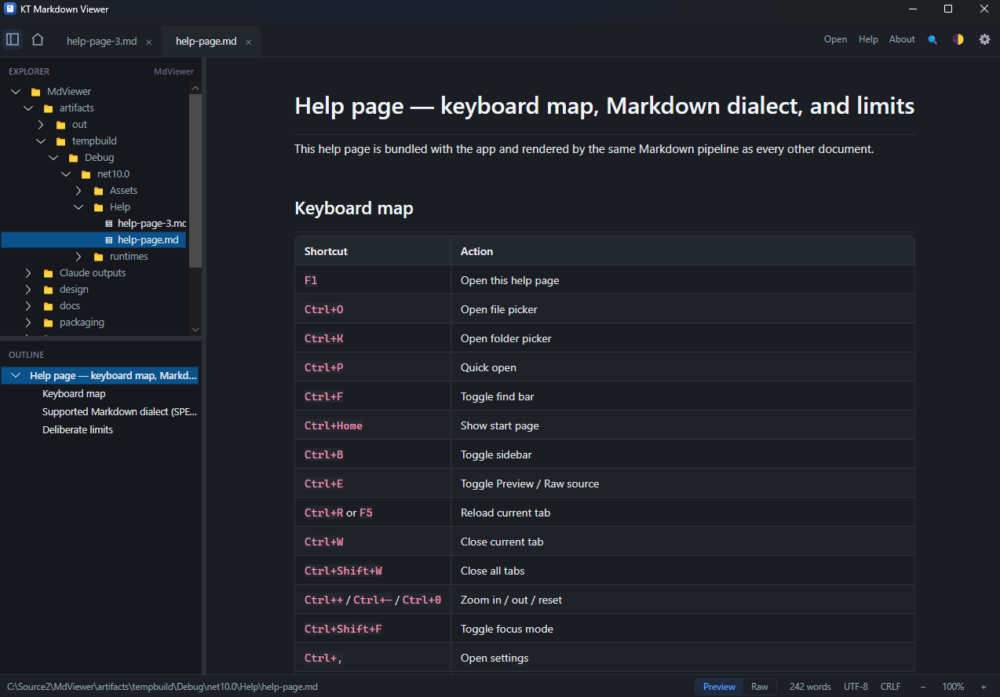 KT Markdown Viewer
help-page-3.md × help-page.md × Open Help About
EXPLORER MdViewer
MdViewer
artifacts
out
tempbuild
Debug
net10.0
Assets
Help
help-page-3.md
help-page.md
runtimes
Claude outputs
design
docs
packaging
OUTLINE
Help page — keyboard map, Markd...
Keyboard map
Supported Markdown dialect (SPE...
Deliberate limits
Help page — keyboard map, Markdown dialect, and limits
This help page is bundled with the app and rendered by the same Markdown pipeline as every other document.
Keyboard map
Shortcut Action
F1 Open this help page
Ctrl+O Open file picker
Ctrl+K Open folder picker
Ctrl+P Quick open
Ctrl+F Toggle find bar
Ctrl+Home Show start page
Ctrl+B Toggle sidebar
Ctrl+E Toggle Preview / Raw source
Ctrl+R or F5 Reload current tab
Ctrl+W Close current tab
Ctrl+Shift+W Close all tabs
Ctrl++ / Ctrl+− / Ctrl+0 Zoom in / out / reset
Ctrl+Shift+F Toggle focus mode
Ctrl+, Open settings
C:\Source2\MdViewer\artifacts\tempbuild\Debug\net10.0\Help\help-page.md Preview Raw 242 words UTF-8 CRLF − 100% +